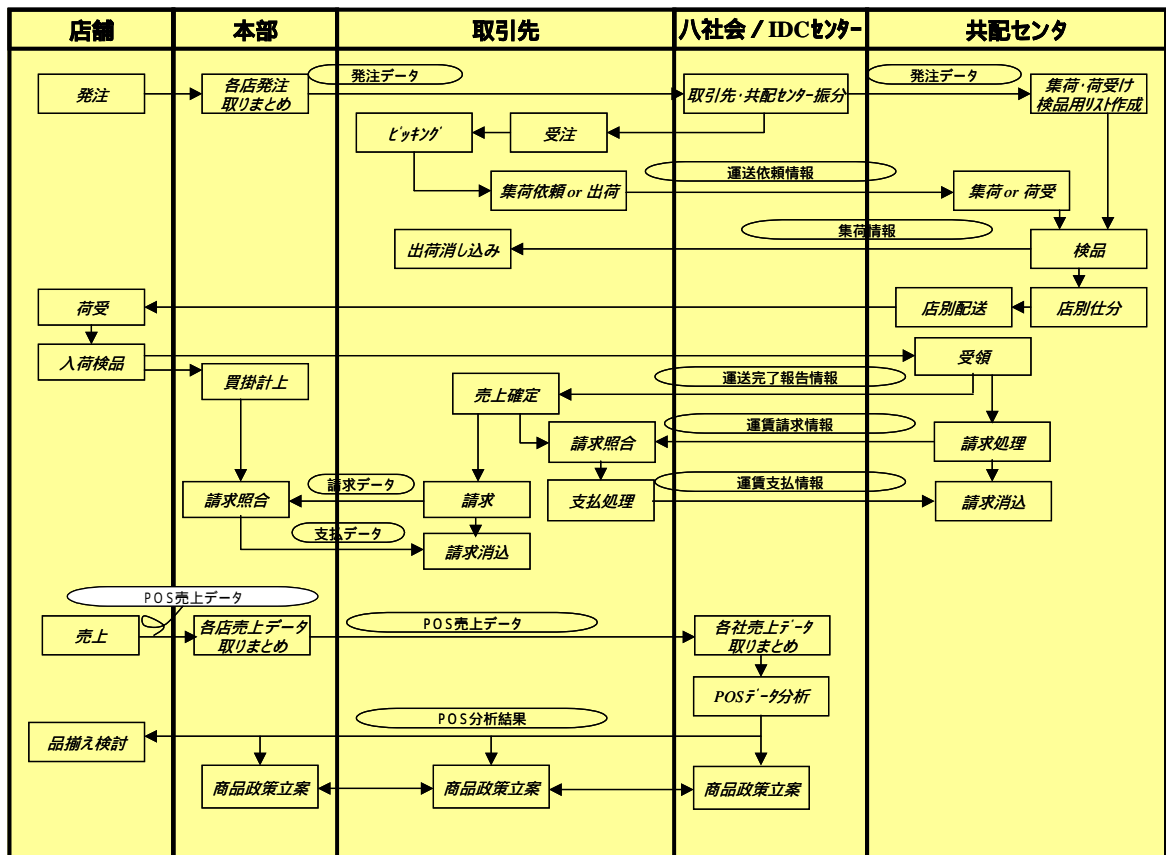 店舗
本部
取引先
八社会 / IDCセンター
共配センタ
発注
各店発注
取りまとめ
発注データ
取引先･共配センター振分
発注データ
集荷･荷受け
検品用リスト作成
ピッキング
受注
集荷依頼 or 出荷
運送依頼情報
集荷 or 荷受
出荷消し込み
集荷情報
検品
荷受
店別配送
店別仕分
入荷検品
受領
買掛計上
売上確定
運送完了報告情報
請求照合
運賃請求情報
請求処理
請求照合
請求データ
請求
支払処理
運賃支払情報
請求消込
支払データ
請求消込
POS売上データ
売上
各店売上データ
取りまとめ
POS売上データ
各社売上データ
取りまとめ
POSデータ分析
POS分析結果
品揃え検討
商品政策立案
商品政策立案
商品政策立案